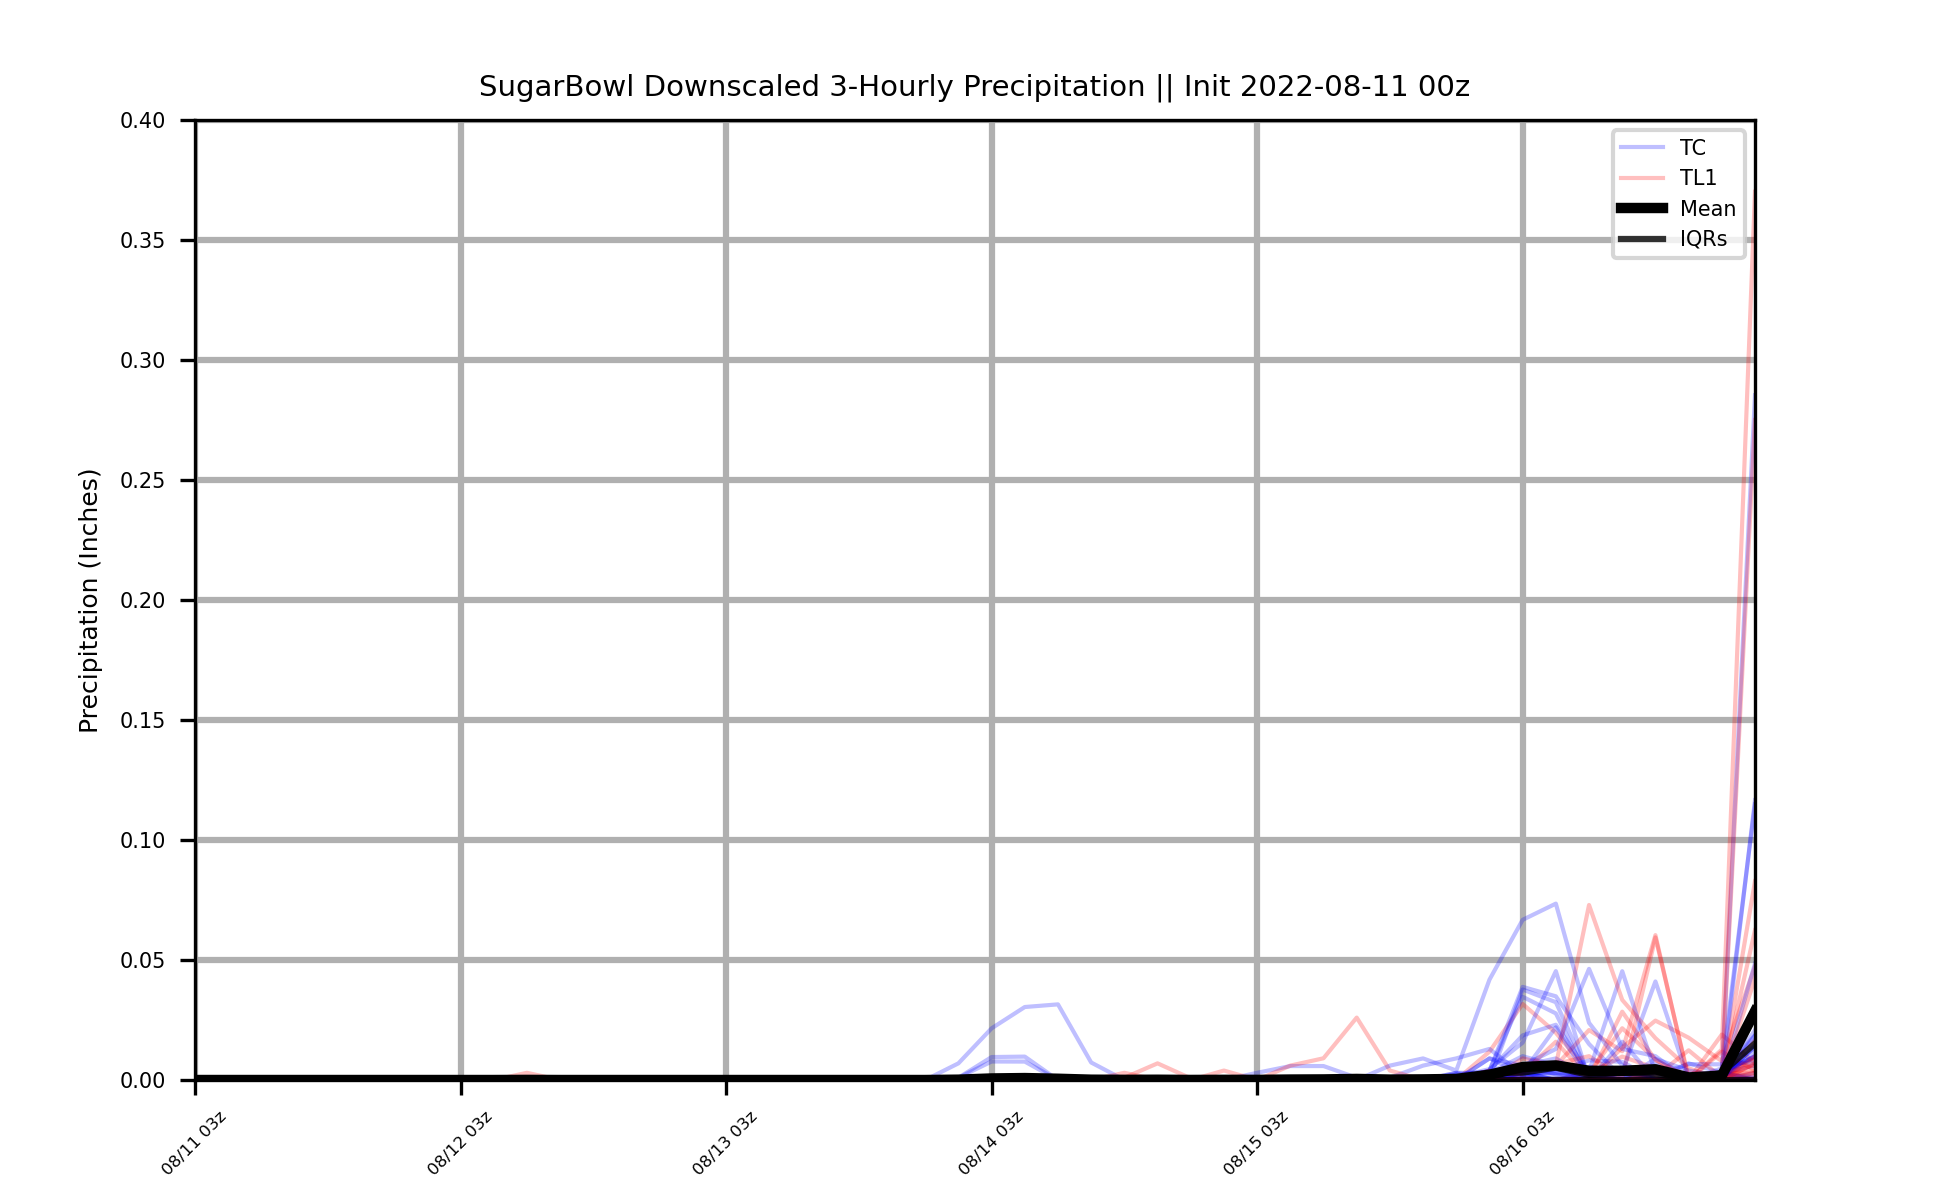 SugarBowl Downscaled 3-Hourly Precipitation || Init 2022-08-11 00z
Precipitation (Inches)
0.40
0.35
0.30
0.25
0.20
0.15
0.10
0.05
0.00
TC
TL1
Mean
IQRs
08/11 03z
08/12 03z
08/13 03z
08/14 03z
08/15 03z
08/16 03z